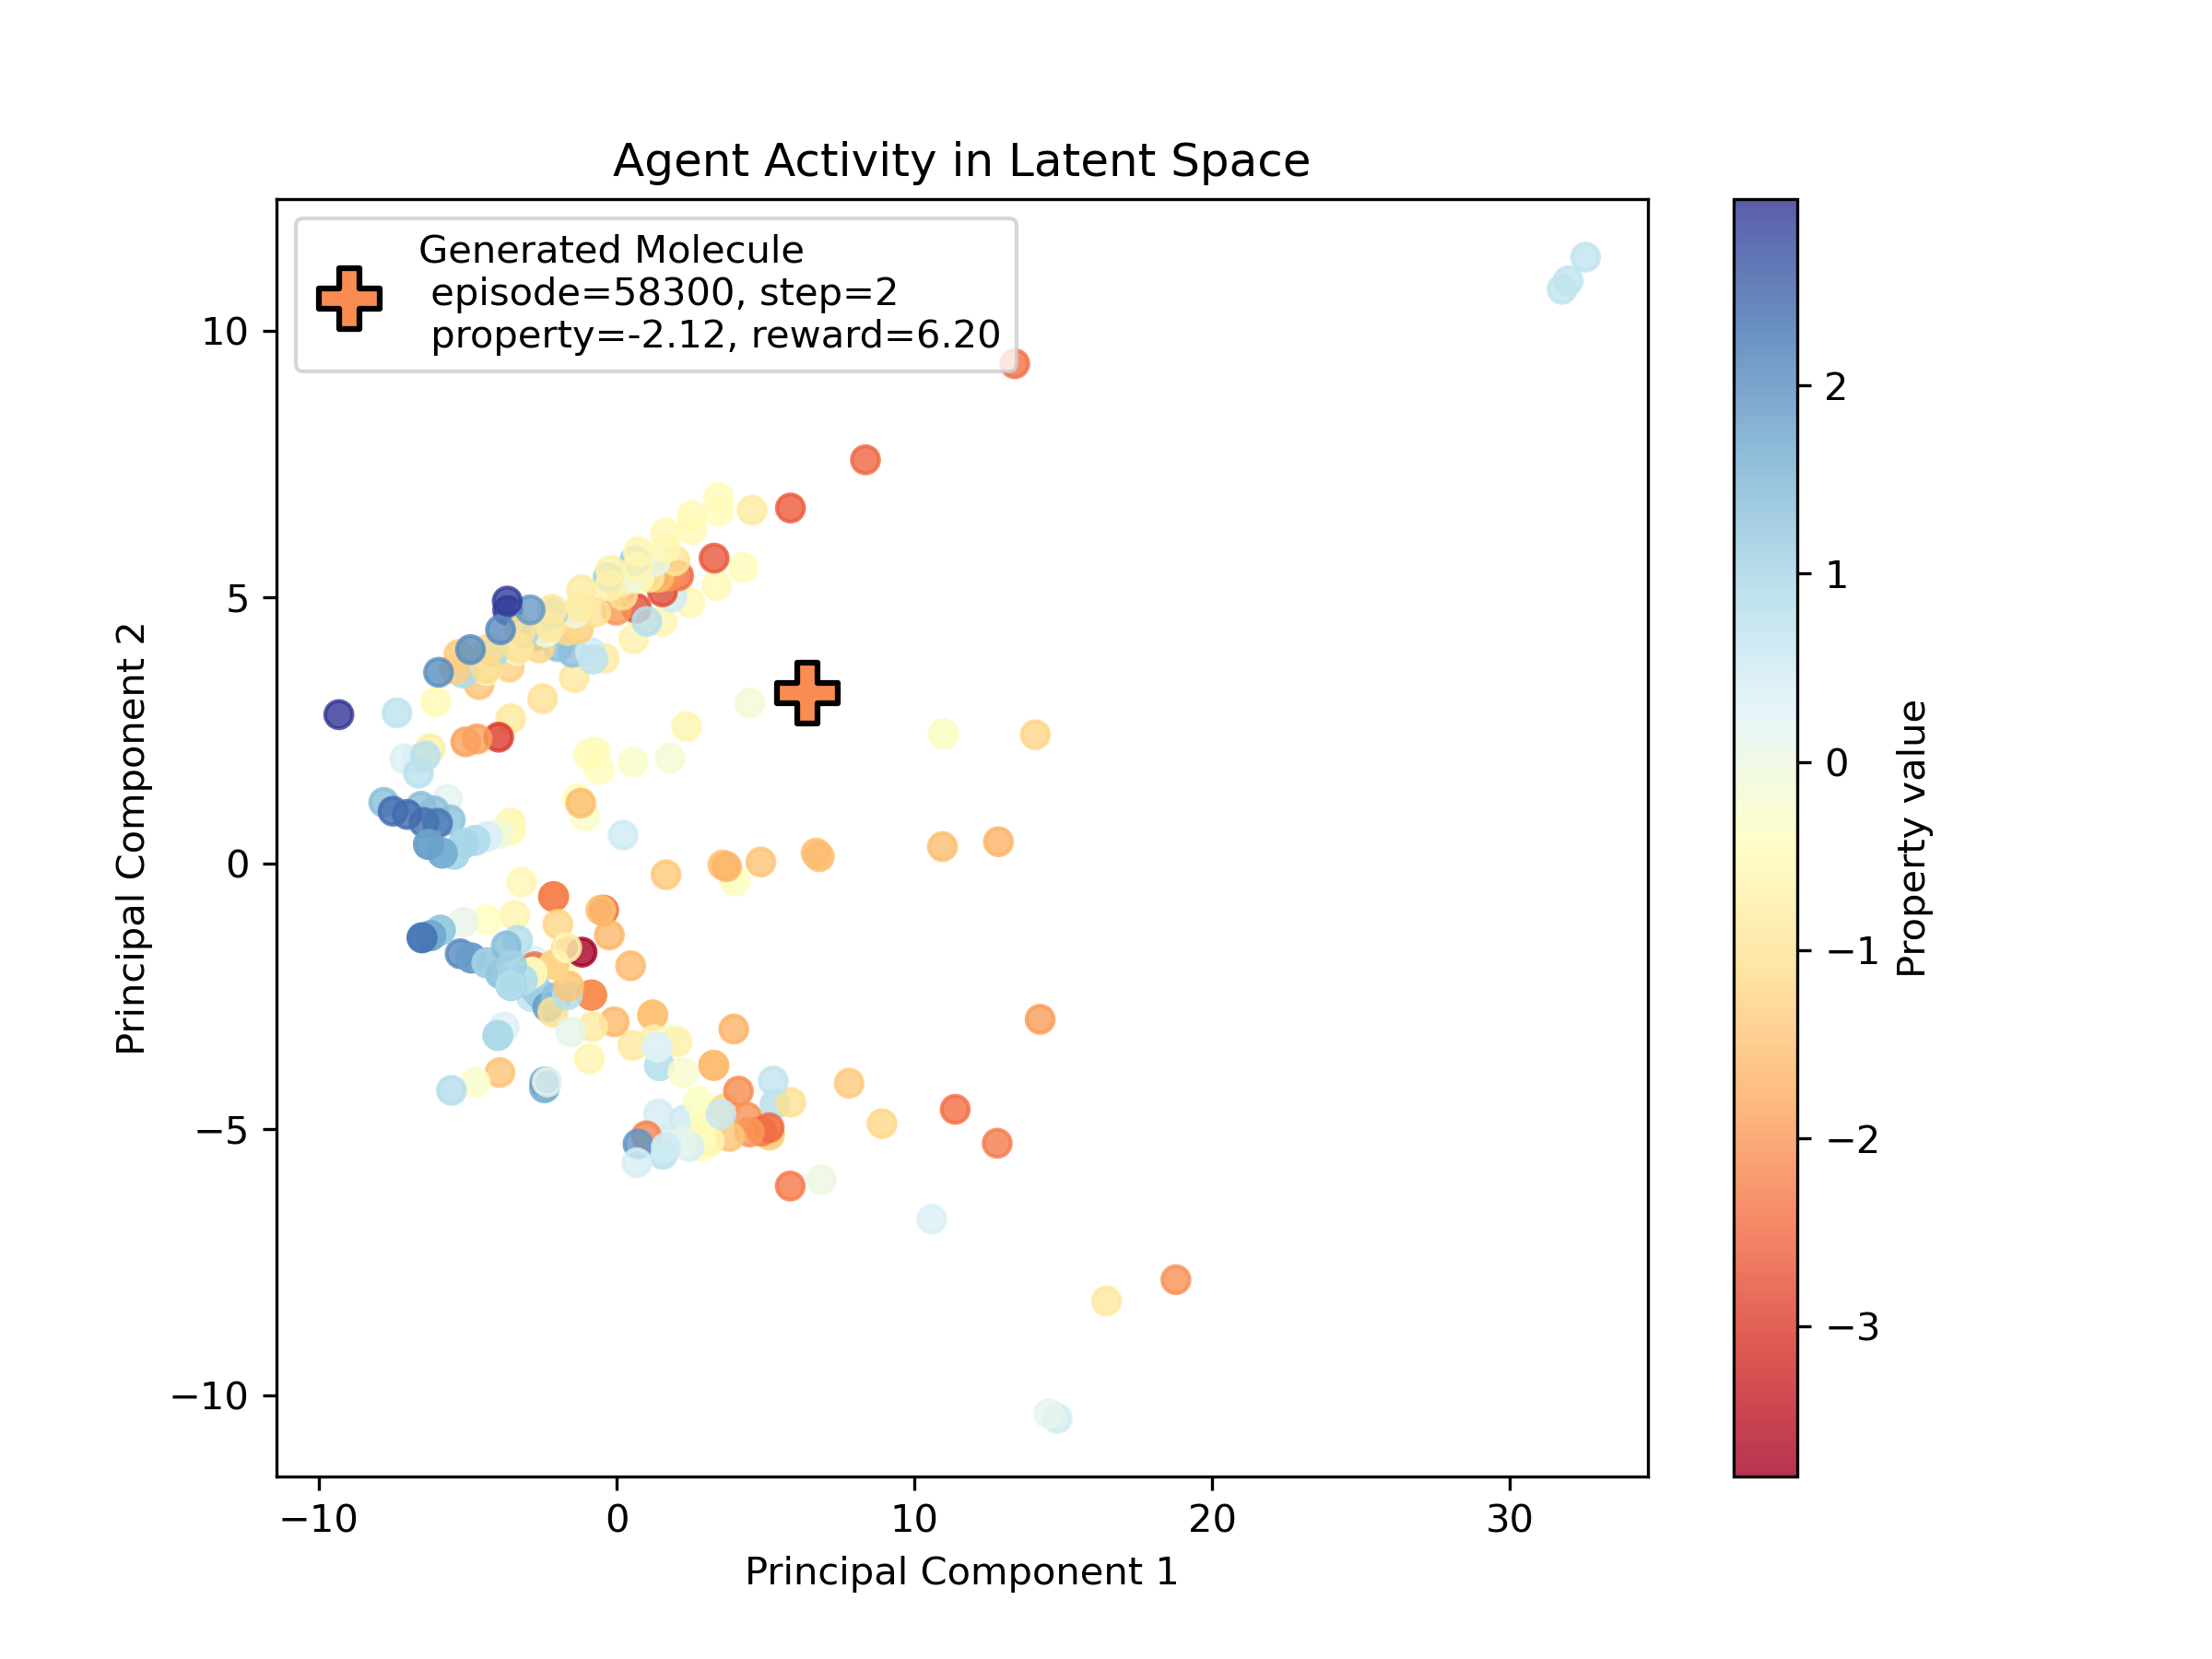 Agent Activity in Latent Space
Generated Molecule
episode=58300, step=2
property=-2.12, reward=6.20
10
5
0
−5
−10
Principal Component 2
−10
0
10
20
30
Principal Component 1
2
1
0
−1
−2
−3
Property value